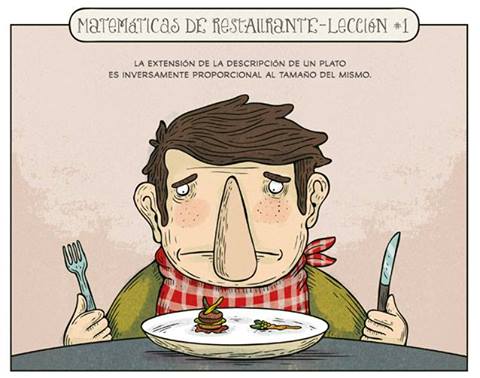 MATEMÁTICAS DE RESTAURANTE-LECCIÓN #1
LA EXTENSIÓN DE LA DESCRIPCIÓN DE UN PLATO
ES INVERSAMENTE PROPORCIONAL AL TAMAÑO DEL MISMO.